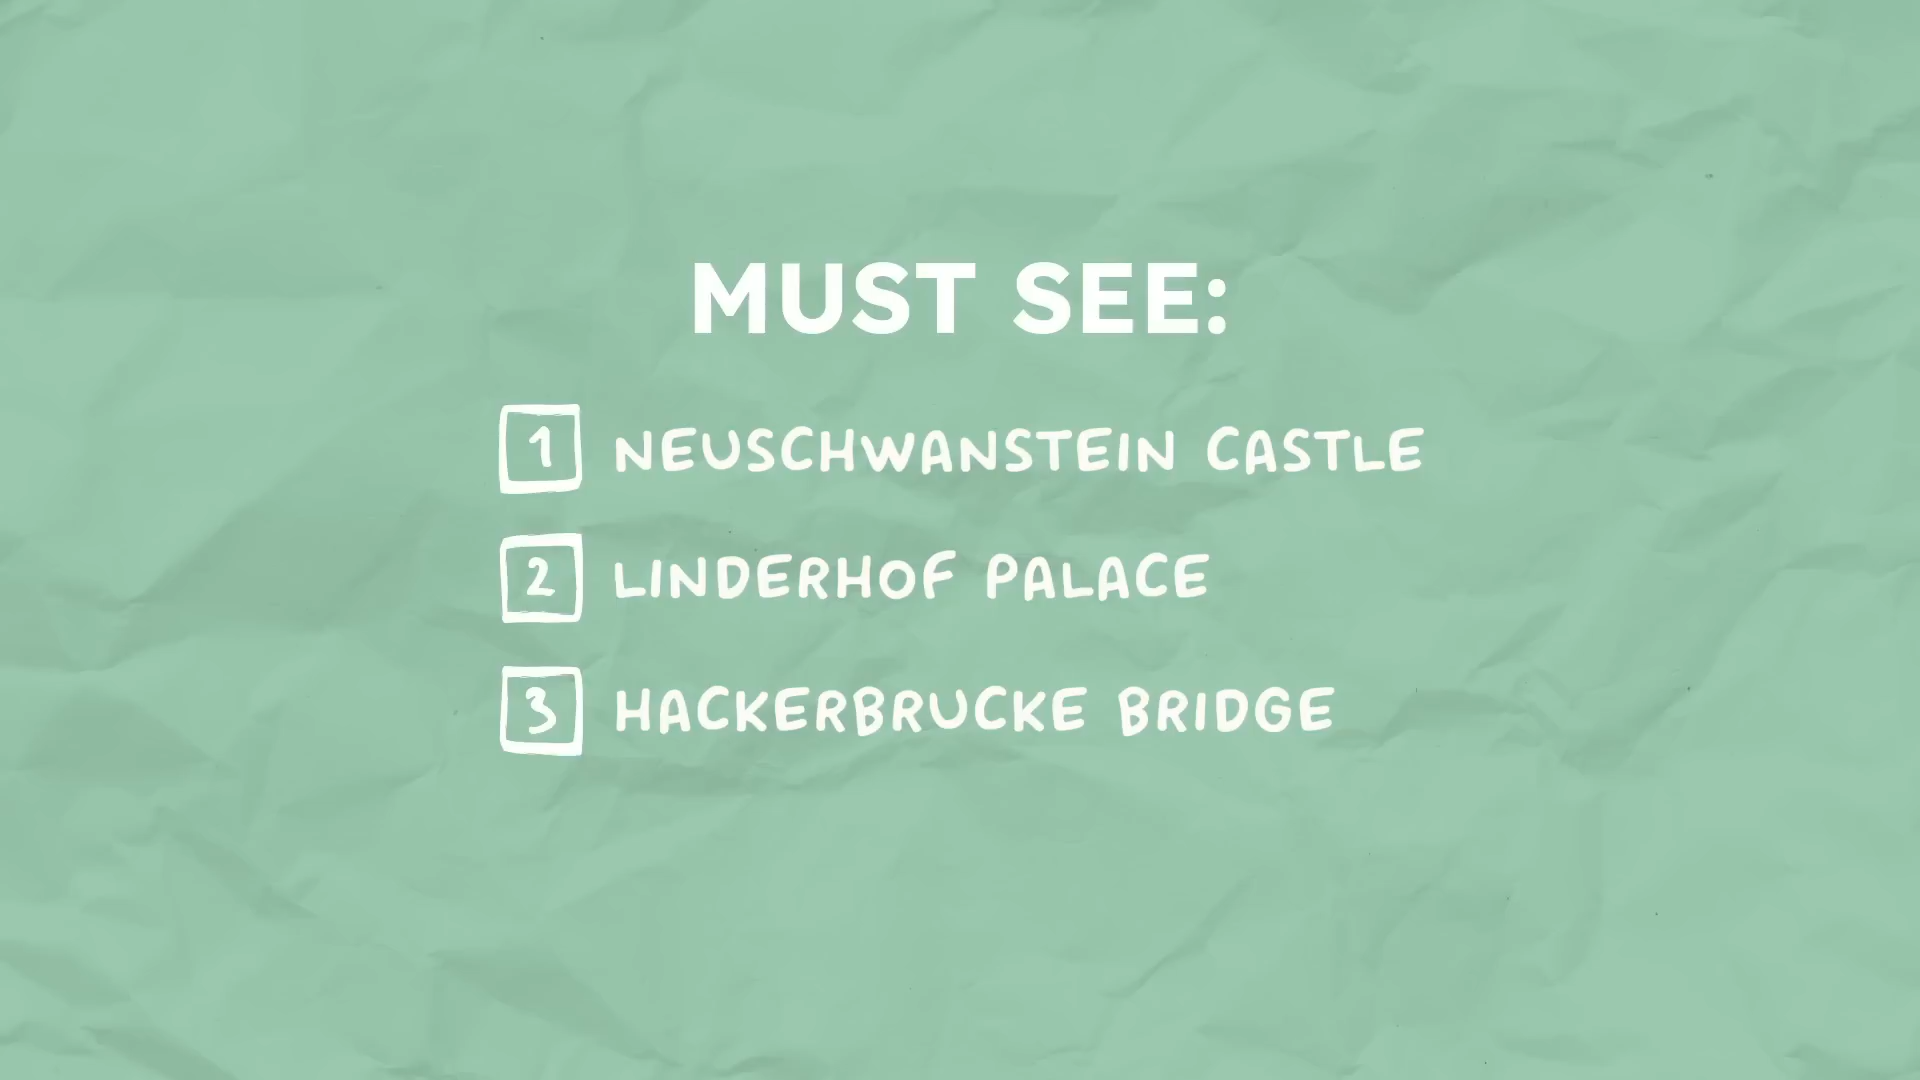 MUST SEE:
1 NEUSCHWANSTEIN CASTLE
2 LINDERHOF PALACE
3 HACKERBRUCKE BRIDGE